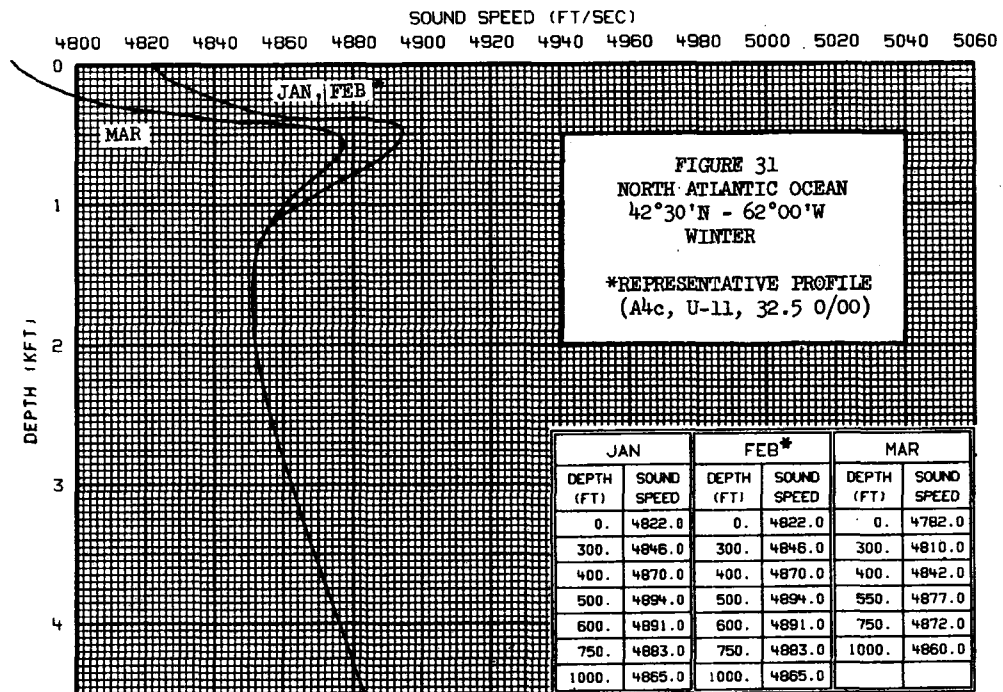 SOUND SPEED (FT/SEC)
4800 4820 4840 4860 4880 4900 4920 4940 4960 4980 5000 5020 5040 5060
0
JAN, FEB *
MAR
FIGURE 31
NORTH ATLANTIC OCEAN
42°30'N - 62°00'W
WINTER
*REPRESENTATIVE PROFILE
(A4c, U-11, 32.5 0/00)
1
2
3
4
DEPTH (KFT)
JAN FEB* MAR
DEPTH (FT) SOUND SPEED DEPTH (FT) SOUND SPEED DEPTH (FT) SOUND SPEED
0. 4822.0 0. 4822.0 0. 4782.0
300. 4846.0 300. 4846.0 300. 4810.0
400. 4870.0 400. 4870.0 400. 4842.0
500. 4894.0 500. 4894.0 550. 4877.0
600. 4891.0 600. 4891.0 750. 4872.0
750. 4883.0 750. 4883.0 1000. 4860.0
1000. 4865.0 1000. 4865.0